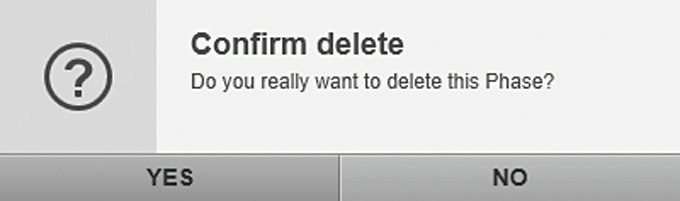 Confirm delete
Do you really want to delete this Phase?
?
YES NO